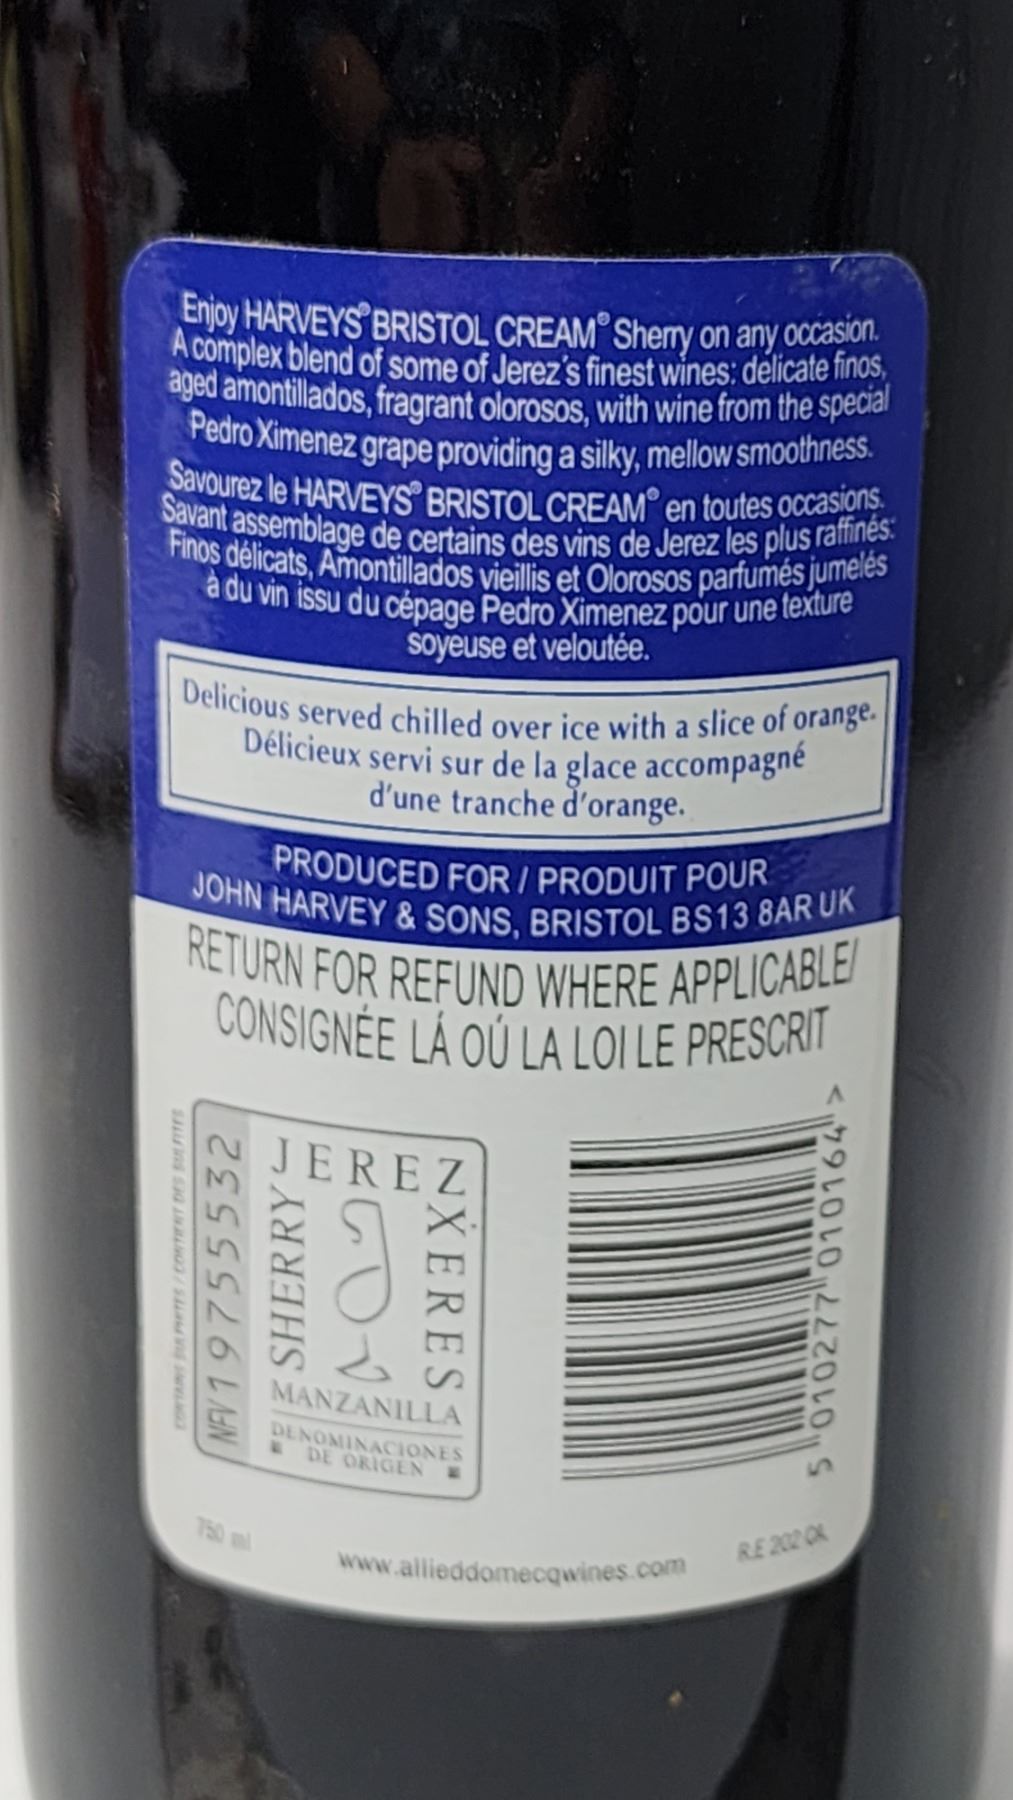 Enjoy HARVEYS® BRISTOL CREAM® Sherry on any occasion.
A complex blend of some of Jerez's finest wines: delicate finos,
aged amontillados, fragrant olorosos, with wine from the special
Pedro Ximenez grape providing a silky, mellow smoothness.
Savourez le HARVEYS® BRISTOL CREAM® en toutes occasions.
Savant assemblage de certains des vins de Jerez les plus raffinés:
Finos délicats, Amontillados vieillis et Olorosos parfumés jumelés
à du vin issu du cépage Pedro Ximenez pour une texture
soyeuse et veloutée.
Delicious served chilled over ice with a slice of orange.
Délicieux servi sur de la glace accompagné
d'une tranche d'orange.
PRODUCED FOR / PRODUIT POUR
JOHN HARVEY & SONS, BRISTOL BS13 8AR UK
RETURN FOR REFUND WHERE APPLICABLE/
CONSIGNÉE LÁ OÚ LA LOI LE PRESCRIT
CONTAINS SULPHITES / CONTIENT DES SULFITES
NFV 19755532
JEREZ
XERES
SHERRY
MANZANILLA
DENOMINACIONES
DE ORIGEN
5 010277 010164 >
750 ml
www.allieddomecqwines.com
R.E 202 CA